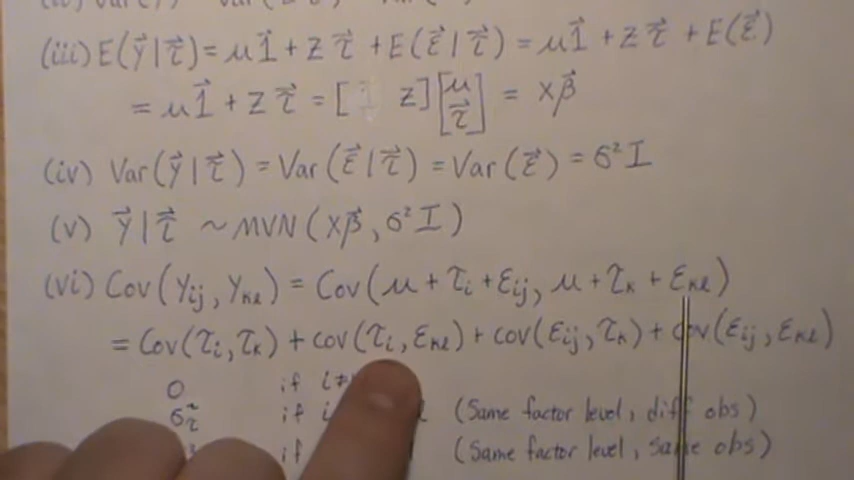 (iii) E(Y⃗|τ⃗) = μ1⃗ + Zτ⃗ + E(ε⃗|τ⃗) = μ1⃗ + Zτ⃗ + E(ε⃗)
= μ1⃗ + Zτ⃗ = [ Z][μ τ⃗] = Xβ⃗
(iv) Var(Y⃗|τ⃗) = Var(ε⃗|τ⃗) = Var(ε⃗) = σ²I
(v) Y⃗|τ⃗ ~ MVN(Xβ⃗, σ²I)
(vi) Cov(Yij, Ykl) = Cov(μ + τi + εij, μ + τk + εkl)
= Cov(τi, τk) + cov(τi, εkl) + cov(εij, τk) + cov(εij, εkl)
0 if i≠
σ²τ if (Same factor level, diff obs)
if (Same factor level, same obs)